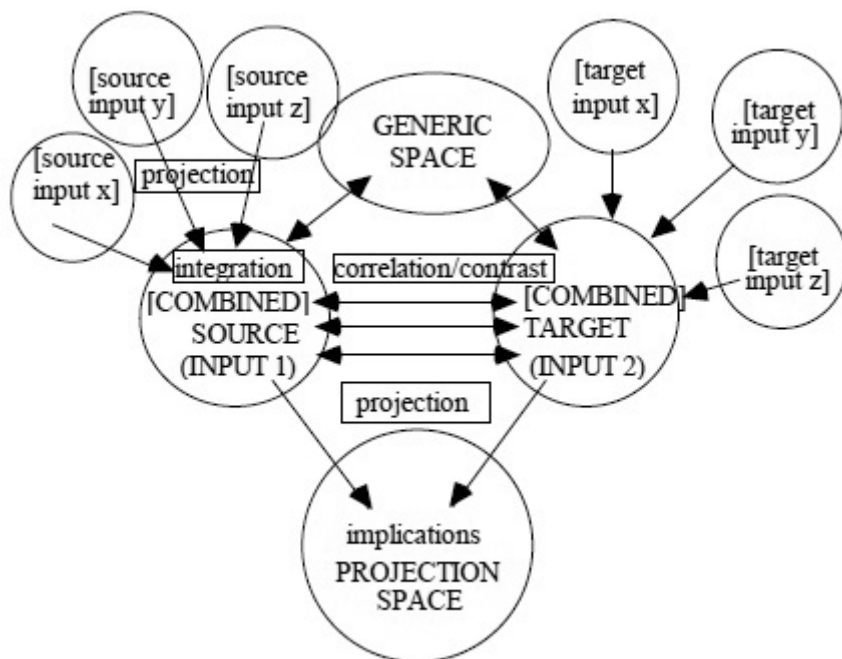 [source
input y]
[source
input z]
[source
input x]
projection
GENERIC
SPACE
[target
input x]
[target
input y]
[target
input z]
integration
correlation/contrast
[COMBINED]
SOURCE
(INPUT 1)
[COMBINED]
TARGET
(INPUT 2)
projection
implications
PROJECTION
SPACE